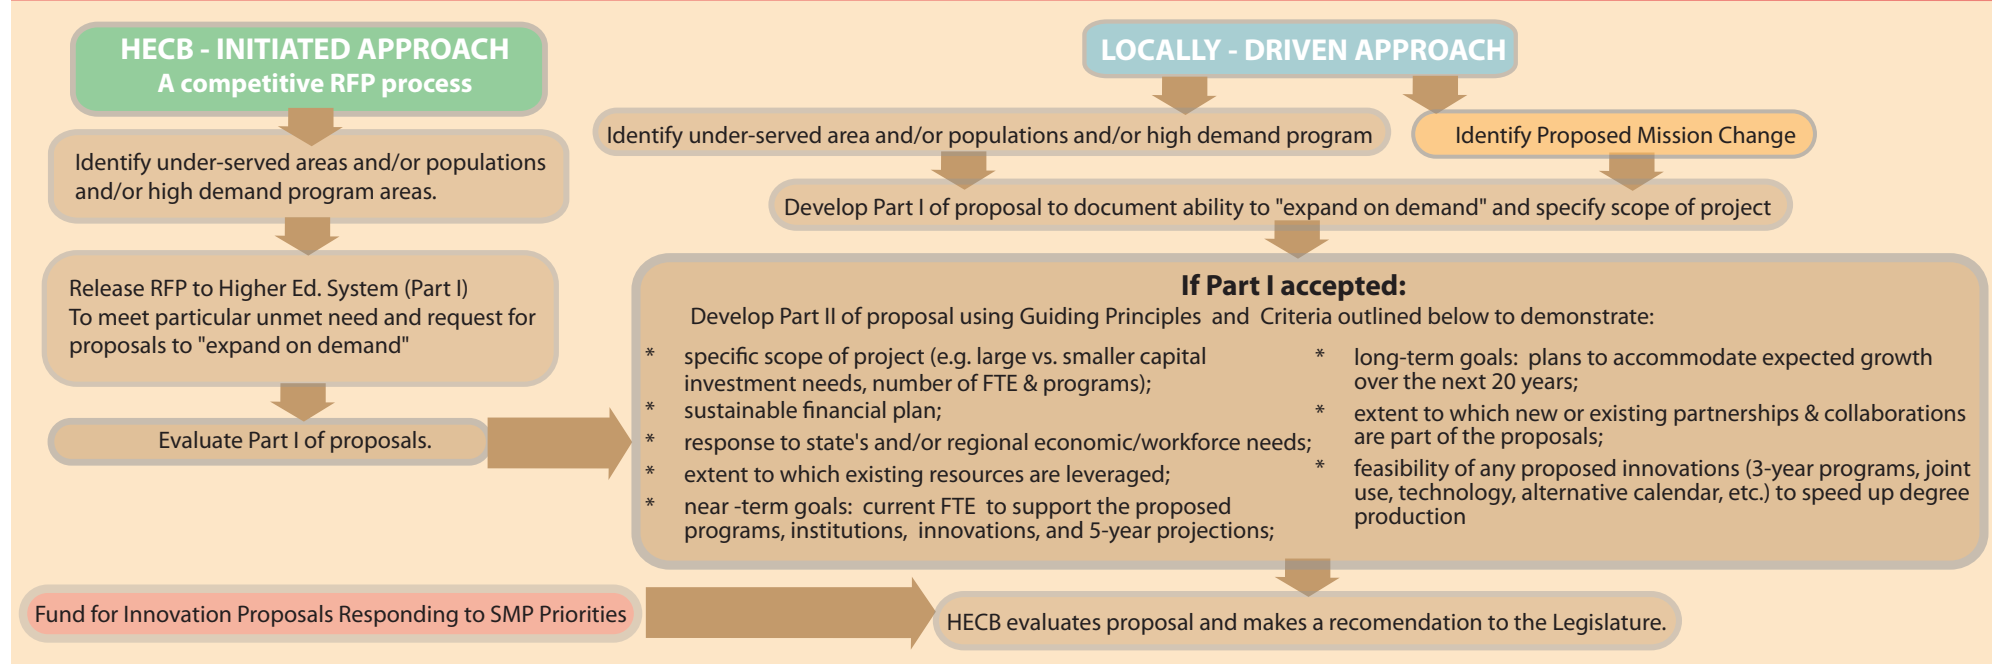 HECB - INITIATED APPROACH
A competitive RFP process
Identify under-served areas and/or populations
and/or high demand program areas.
Release RFP to Higher Ed. System (Part I)
To meet particular unmet need and request for
proposals to "expand on demand"
Evaluate Part I of proposals.
LOCALLY - DRIVEN APPROACH
Identify under-served area and/or populations and/or high demand program
Identify Proposed Mission Change
Develop Part I of proposal to document ability to "expand on demand" and specify scope of project
If Part I accepted:
Develop Part II of proposal using Guiding Principles and Criteria outlined below to demonstrate:
* specific scope of project (e.g. large vs. smaller capital
investment needs, number of FTE & programs);
* sustainable financial plan;
* response to state's and/or regional economic/workforce needs;
* extent to which existing resources are leveraged;
* near -term goals: current FTE to support the proposed
programs, institutions, innovations, and 5-year projections;
* long-term goals: plans to accommodate expected growth
over the next 20 years;
* extent to which new or existing partnerships & collaborations
are part of the proposals;
* feasibility of any proposed innovations (3-year programs, joint
use, technology, alternative calendar, etc.) to speed up degree
production
Fund for Innovation Proposals Responding to SMP Priorities
HECB evaluates proposal and makes a recomendation to the Legislature.